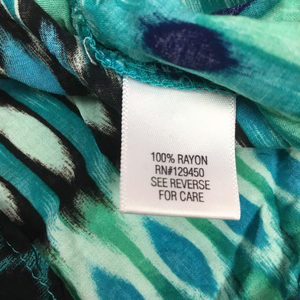 100% RAYON
RN#129450
SEE REVERSE
FOR CARE